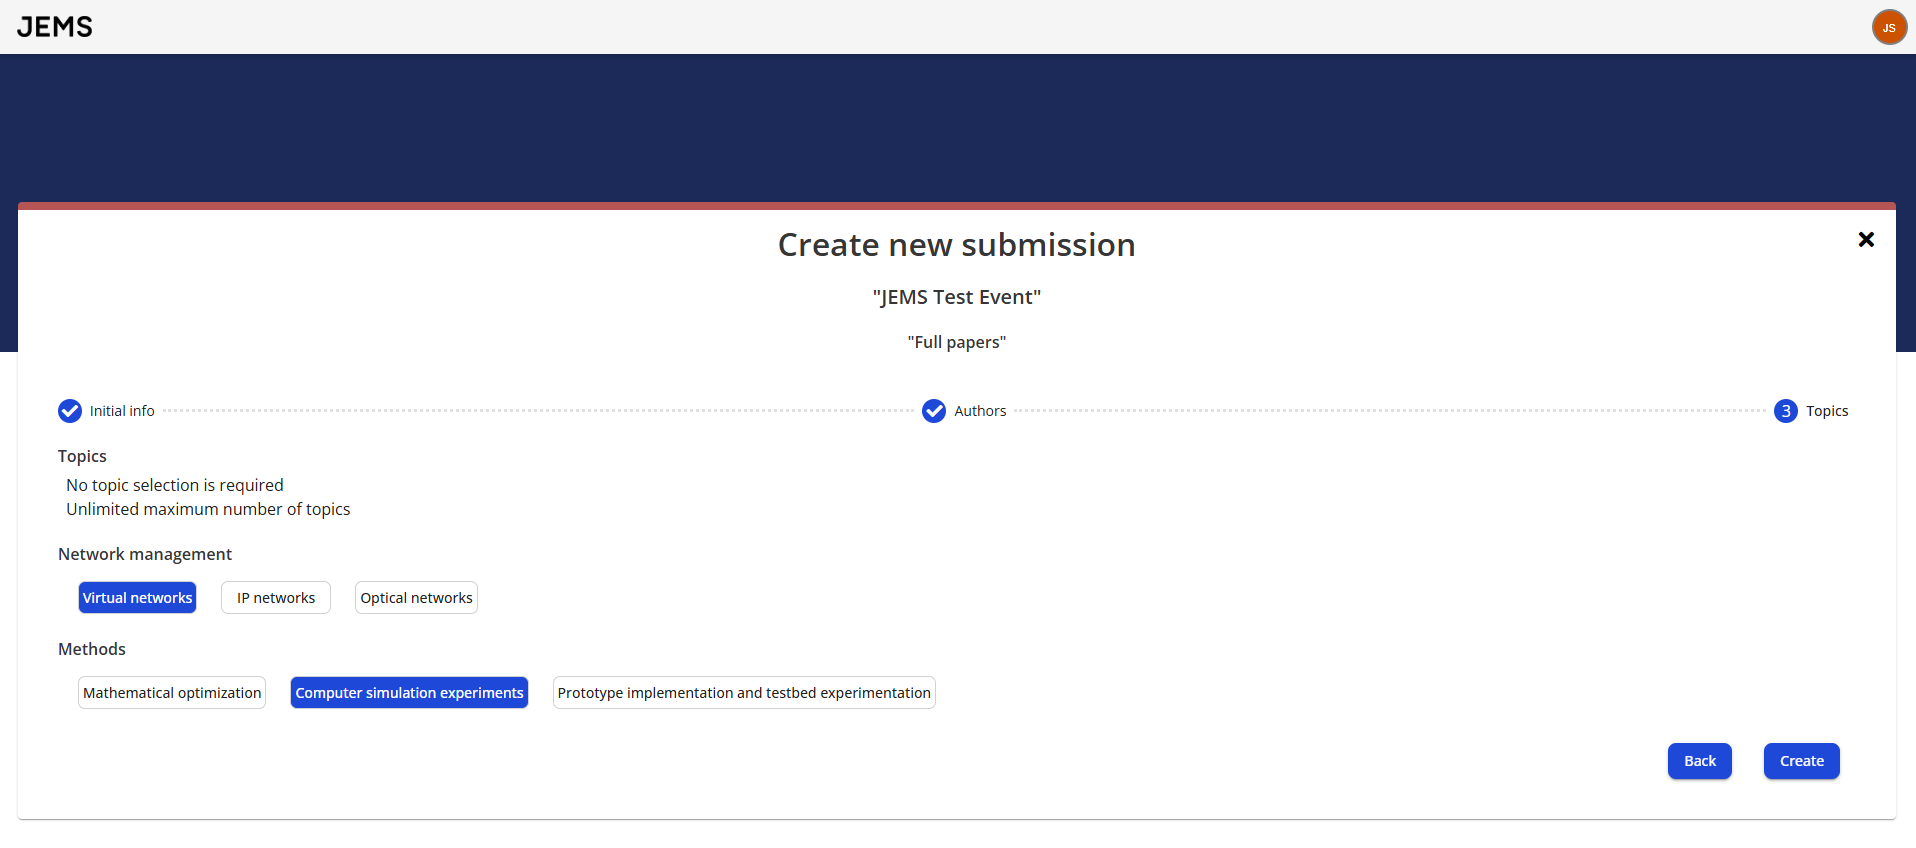 JEMS
JS
Create new submission
"JEMS Test Event"
"Full papers"
Initial info
Authors
3 Topics
Topics
No topic selection is required
Unlimited maximum number of topics
Network management
Virtual networks IP networks Optical networks
Methods
Mathematical optimization Computer simulation experiments Prototype implementation and testbed experimentation
Back Create